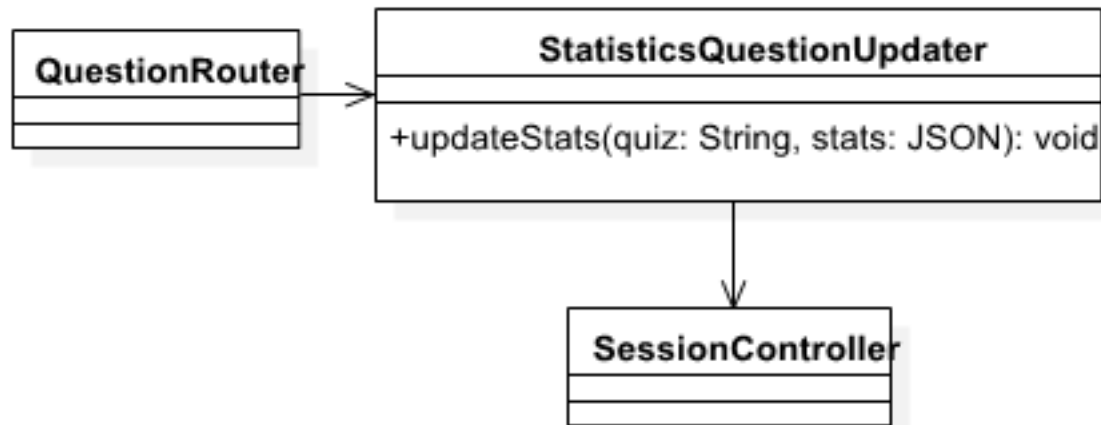 QuestionRouter
StatisticsQuestionUpdater
+updateStats(quiz: String, stats: JSON): void
SessionController